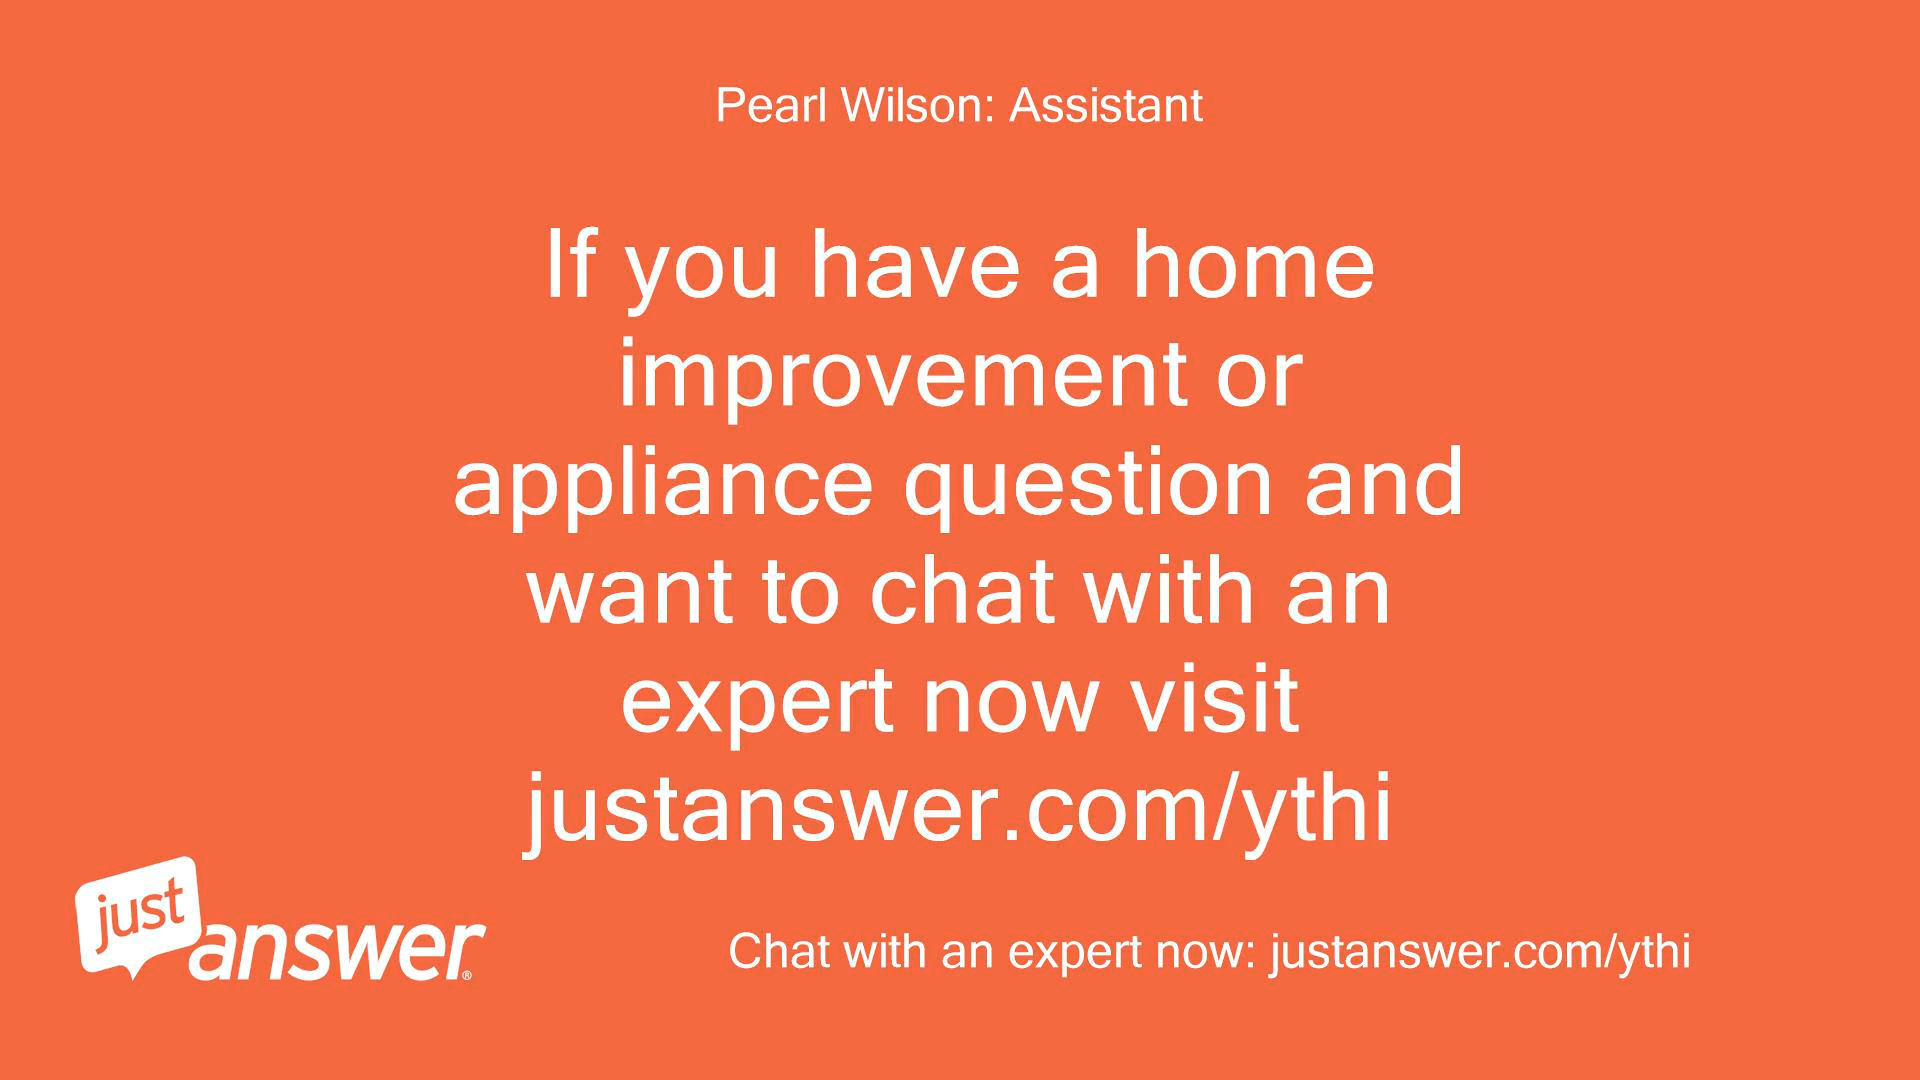 Pearl Wilson: Assistant
If you have a home
improvement or
appliance question and
want to chat with an
expert now visit
justanswer.com/ythi
just
answer®
Chat with an expert now: justanswer.com/ythi